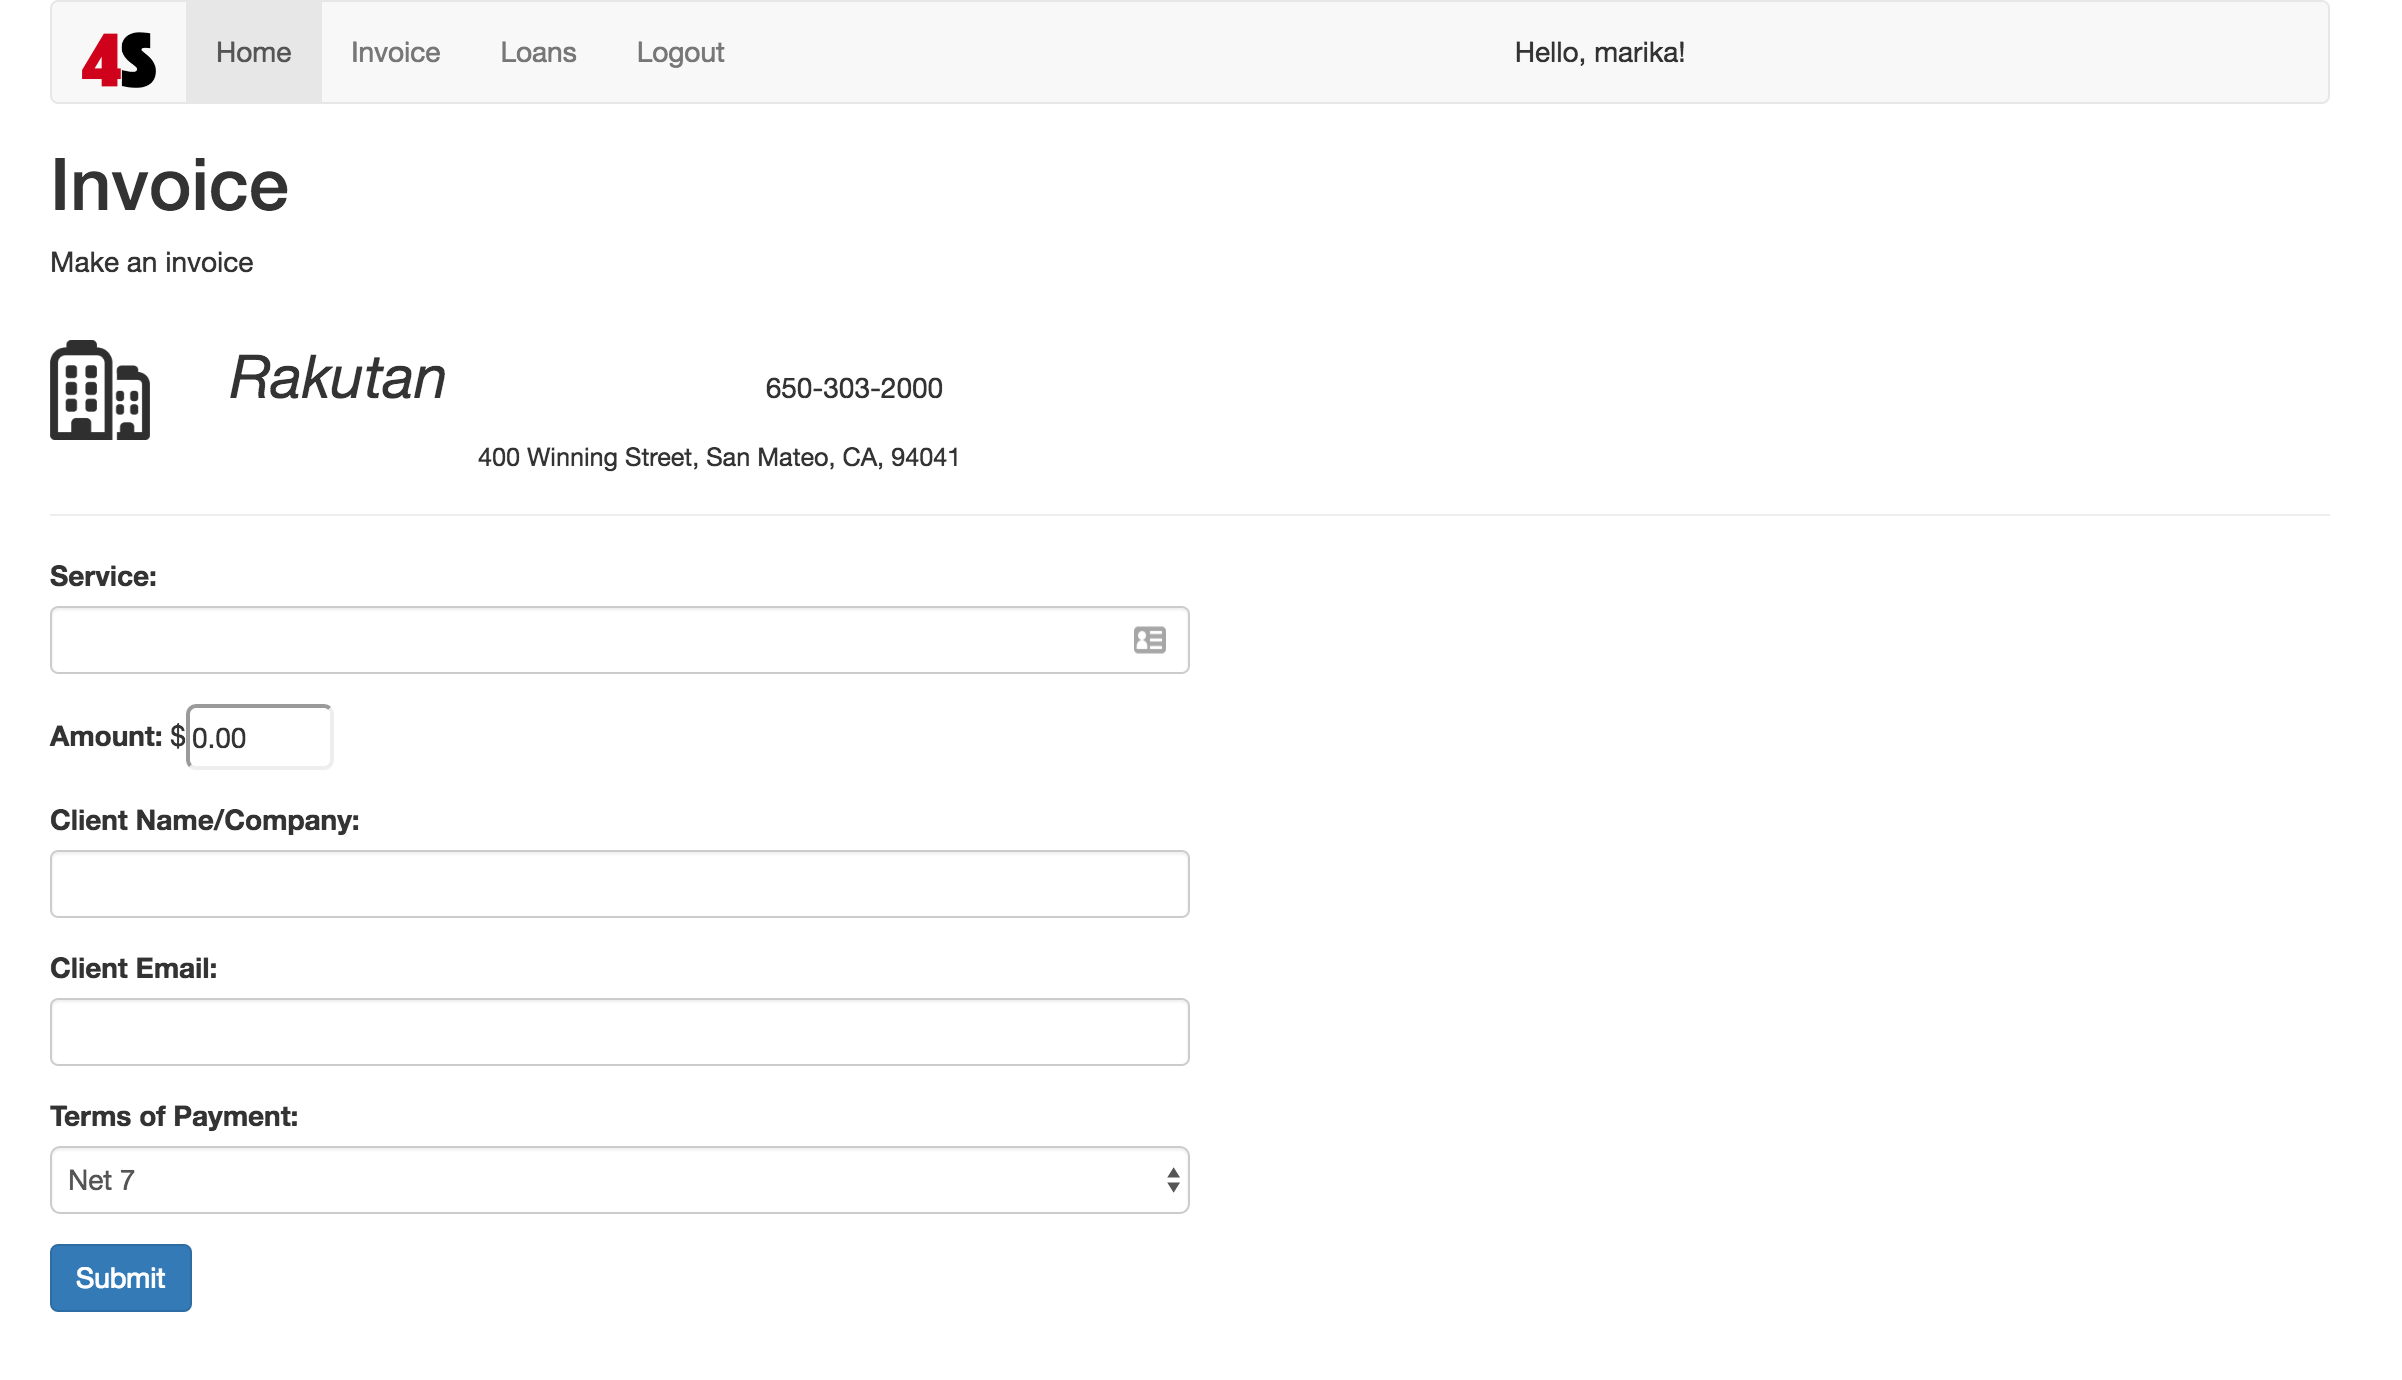 4S Home Invoice Loans Logout Hello, marika!
Invoice
Make an invoice
Rakutan 650-303-2000
400 Winning Street, San Mateo, CA, 94041
Service:
Amount: $0.00
Client Name/Company:
Client Email:
Terms of Payment:
Net 7
Submit